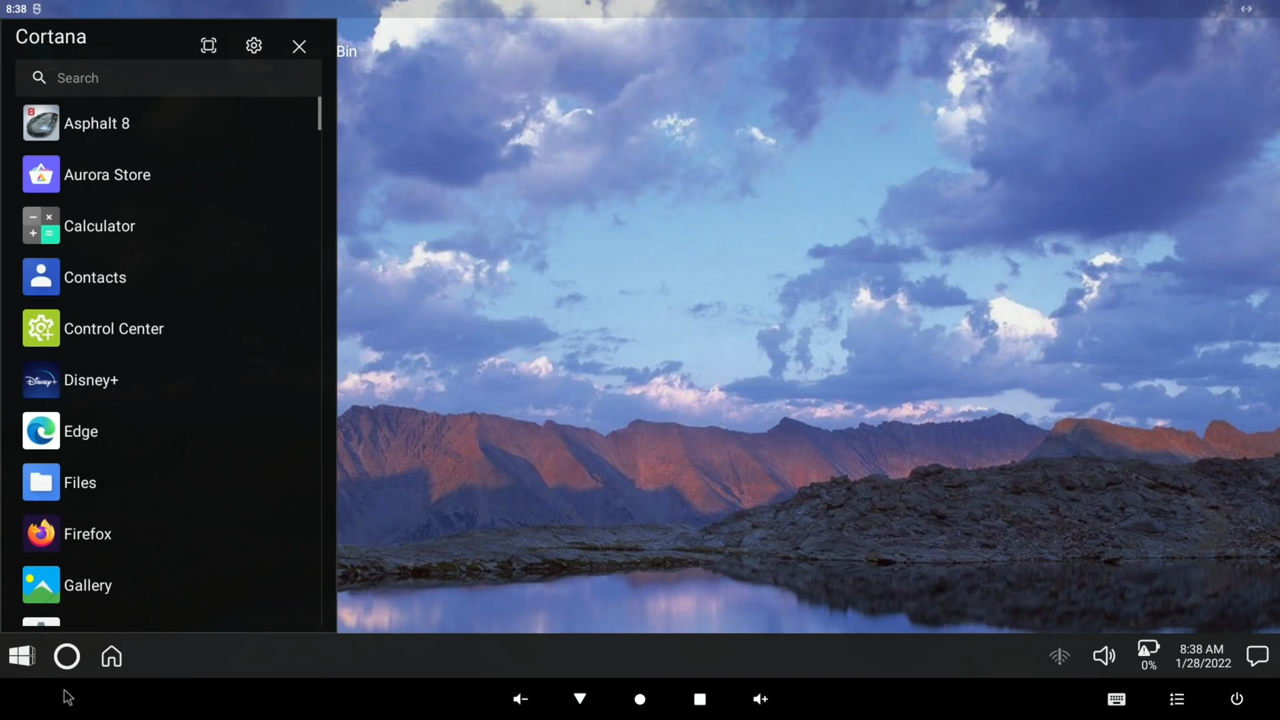 8:38
Cortana
Bin
Search
Asphalt 8
Aurora Store
Calculator
Contacts
Control Center
Disney+
Disney+
Edge
Files
Firefox
Gallery
0%
8:38 AM
1/28/2022